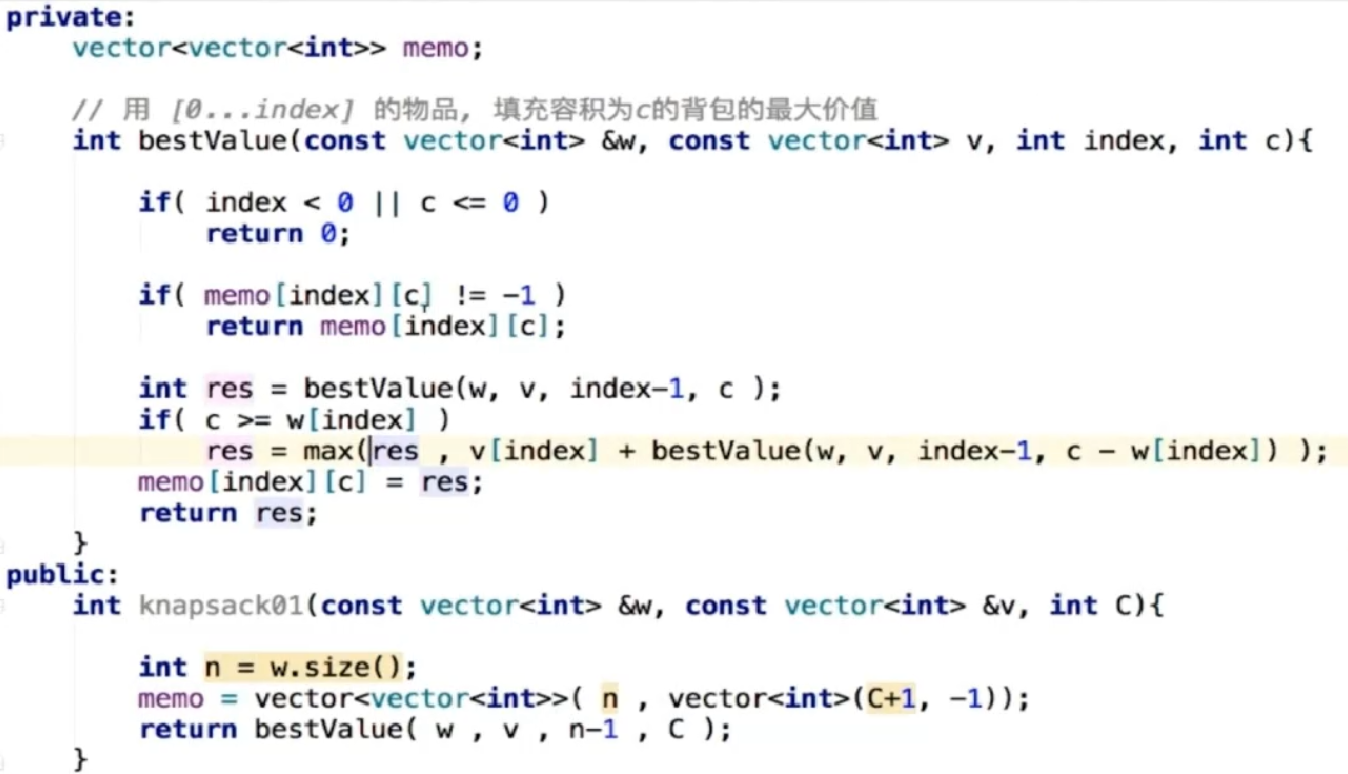 private:
    vector<vector<int>> memo;
    // 用 [0...index] 的物品, 填充容积为c的背包的最大价值
    int bestValue(const vector<int> &w, const vector<int> v, int index, int c){
        if( index < 0 || c <= 0 )
            return 0;
        if( memo[index][c] != -1 )
            return memo[index][c];
        int res = bestValue(w, v, index-1, c );
        if( c >= w[index] )
            res = max(res , v[index] + bestValue(w, v, index-1, c - w[index]) );
        memo[index][c] = res;
        return res;
    }
public:
    int knapsack01(const vector<int> &w, const vector<int> &v, int C){
        int n = w.size();
        memo = vector<vector<int>>( n , vector<int>(C+1, -1));
        return bestValue( w , v , n-1 , C );
    }